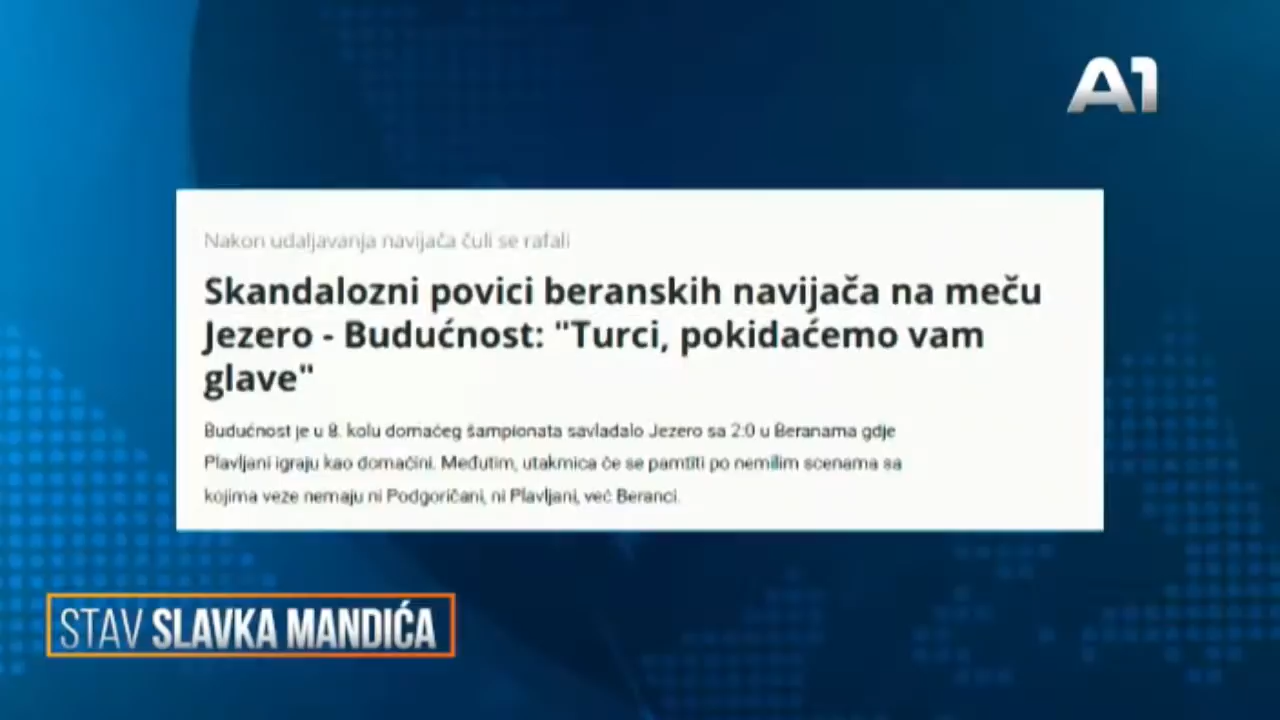 A1
Nakon udaljavanja navijača čuli se rafali
Skandalozni povici beranskih navijača na meču
Jezero - Budućnost: "Turci, pokidaćemo vam
glave"
Budućnost je u 8. kolu domaćeg šampionata savladalo Jezero sa 2:0 u Beranama gdje
Plavljani igraju kao domaćini. Međutim, utakmica će se pamtiti po nemilim scenama sa
kojima veze nemaju ni Podgoričani, ni Plavljani, već Beranci.
STAV SLAVKA MANDIĆA